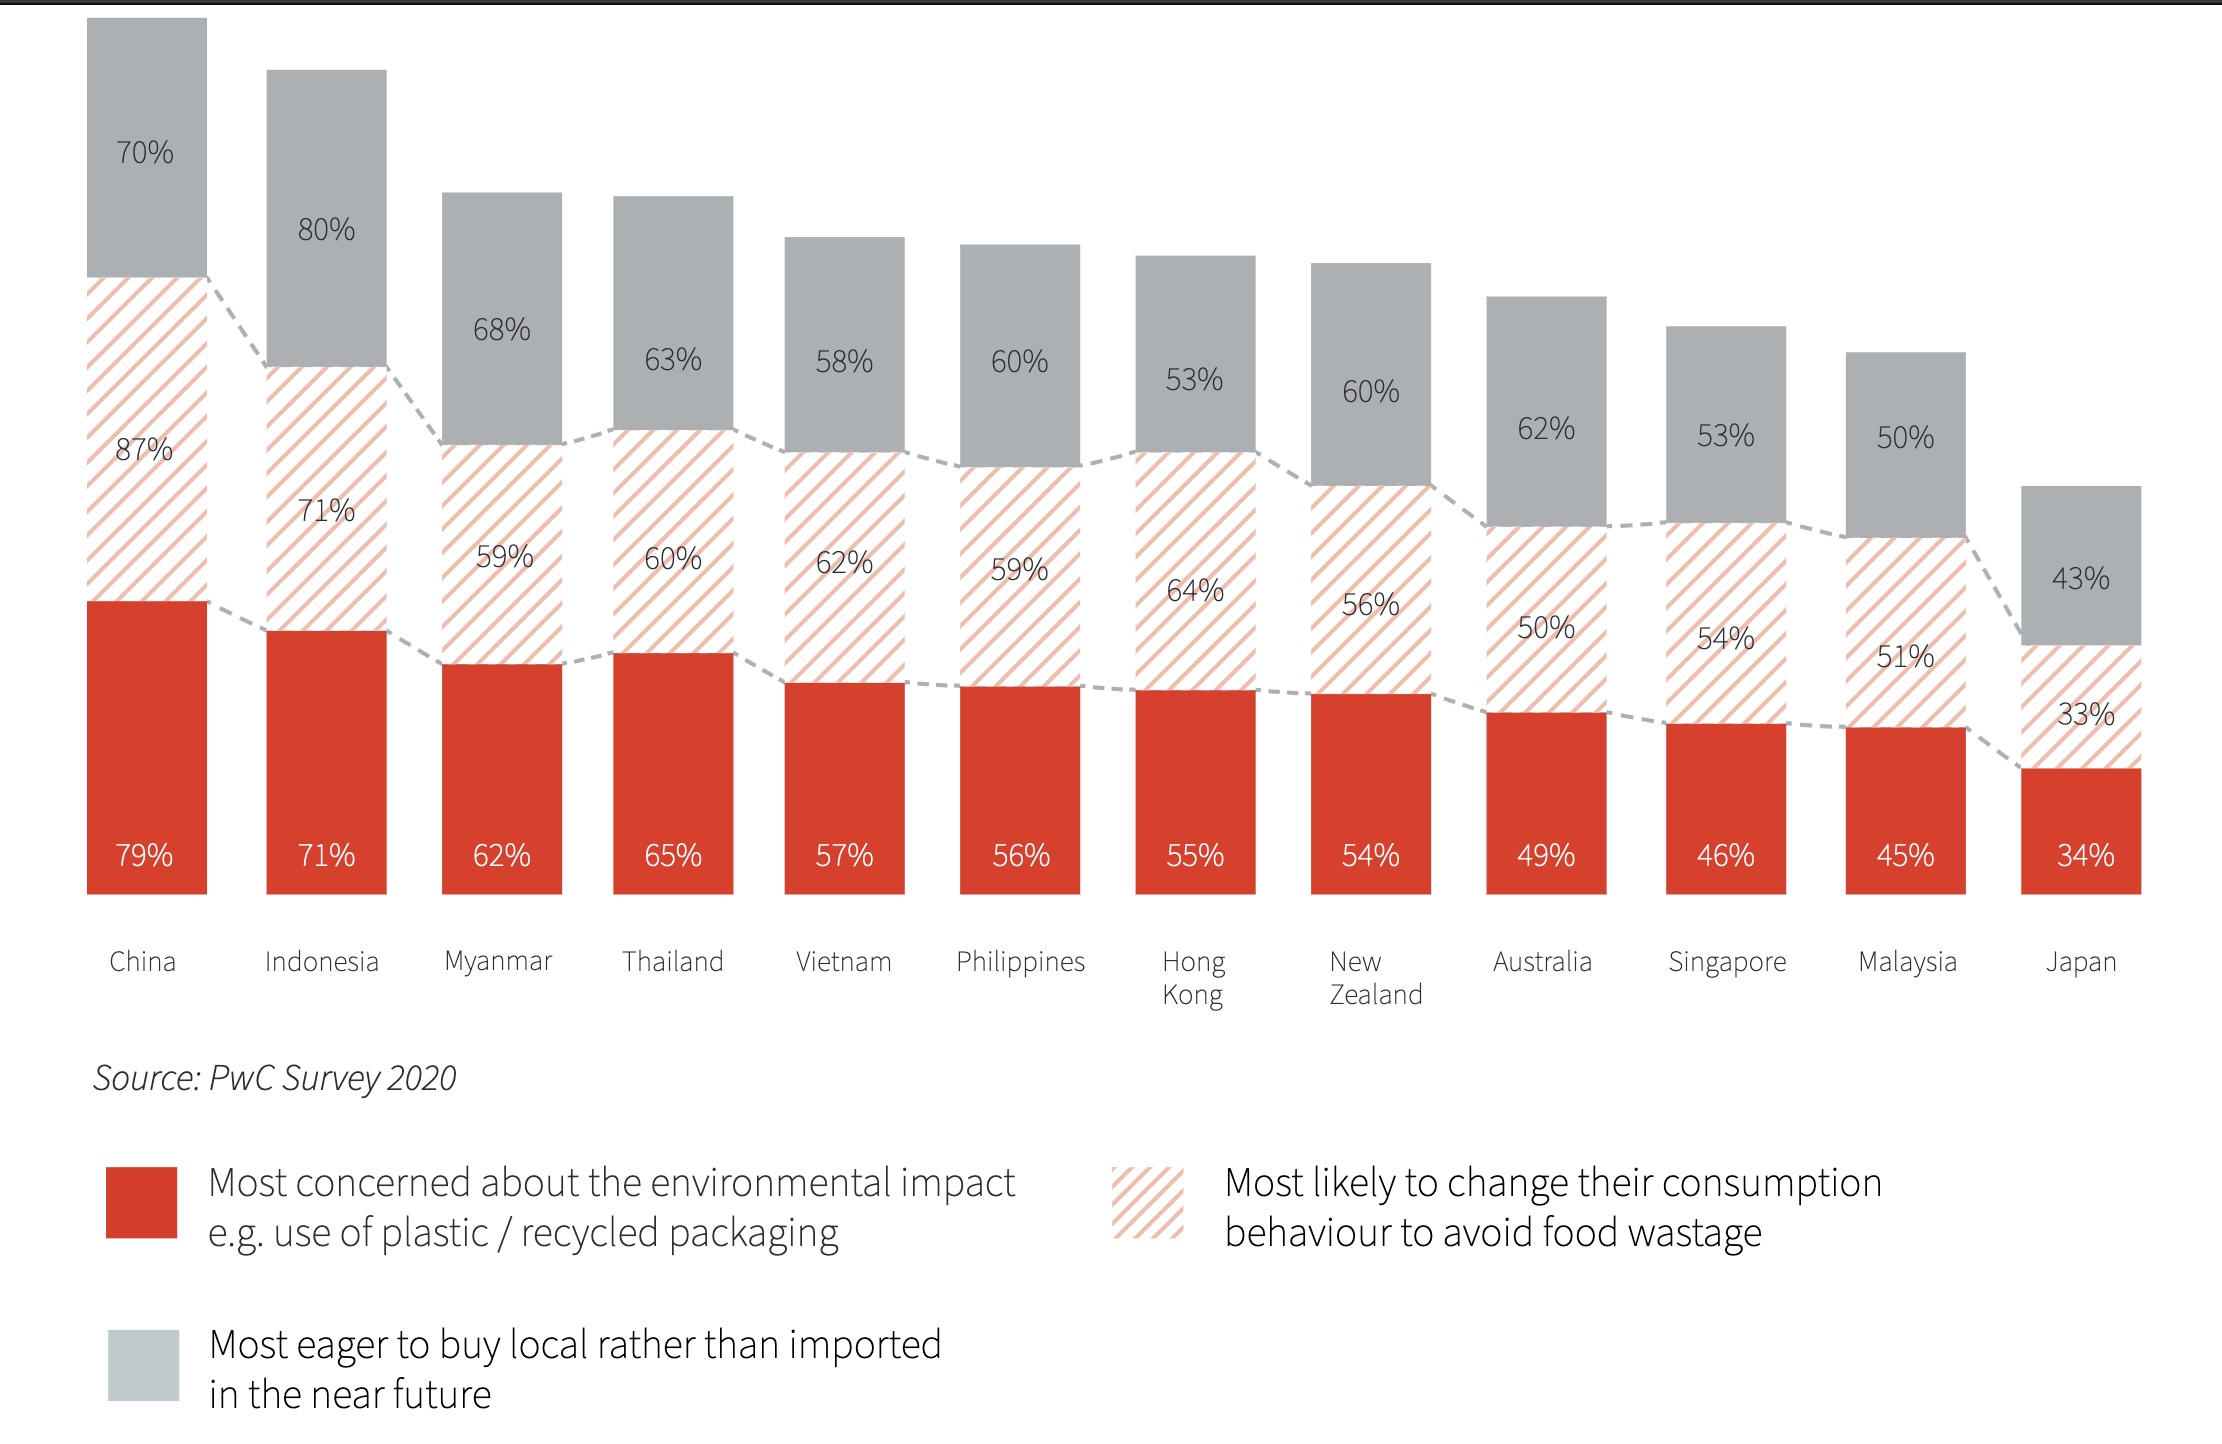 70%
80%
68%
63%
58%
60%
53%
60%
62%
53%
50%
43%
87%
71%
59%
60%
62%
59%
64%
56%
50%
54%
51%
33%
79%
71%
62%
65%
57%
56%
55%
54%
49%
46%
45%
34%
China
Indonesia
Myanmar
Thailand
Vietnam
Philippines
Hong
Kong
New
Zealand
Australia
Singapore
Malaysia
Japan
Source: PwC Survey 2020
Most concerned about the environmental impact
e.g. use of plastic / recycled packaging
Most likely to change their consumption
behaviour to avoid food wastage
Most eager to buy local rather than imported
in the near future